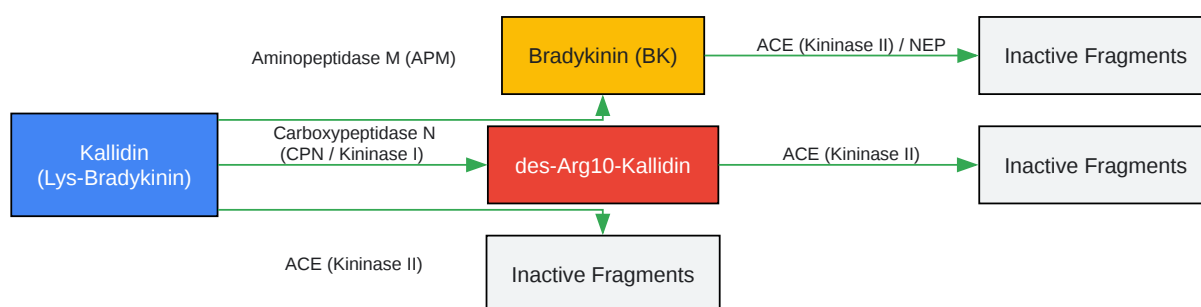 Aminopeptidase M (APM)
Bradykinin (BK)
ACE (Kininase II) / NEP
Inactive Fragments
Kallidin
(Lys-Bradykinin)
Carboxypeptidase N
(CPN / Kininase I)
des-Arg10-Kallidin
ACE (Kininase II)
Inactive Fragments
ACE (Kininase II)
Inactive Fragments